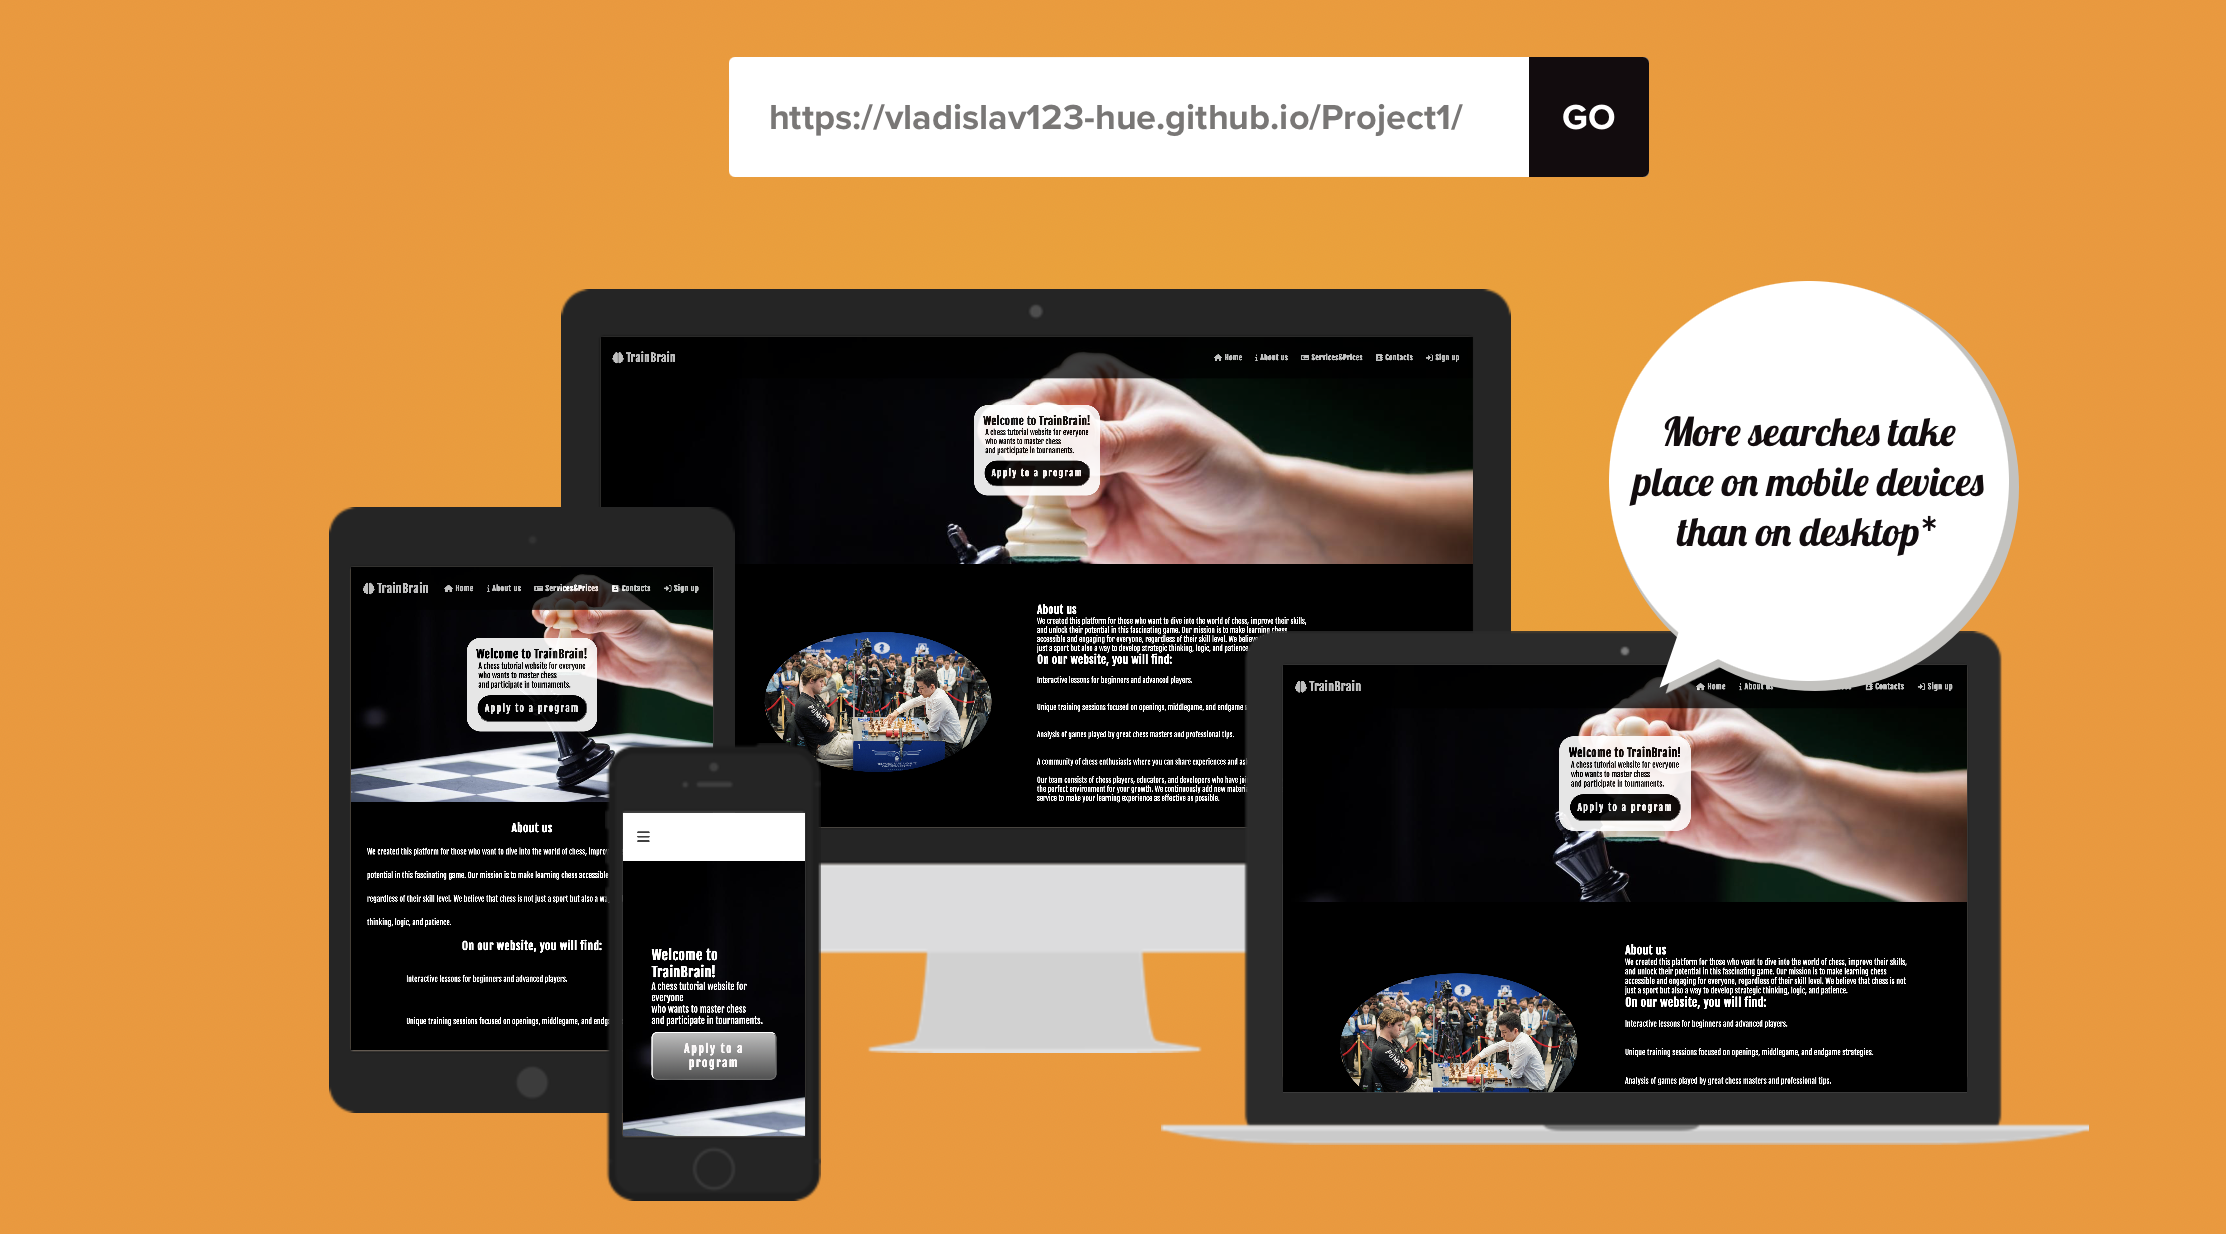 https://vladislav123-hue.github.io/Project1/
GO
More searches take
place on mobile devices
than on desktop*
TrainBrain
Home
About us
Services&Prices
Contacts
Sign up
Welcome to TrainBrain!
A chess tutorial website for everyone
who wants to master chess
and participate in tournaments.
Apply to a program
About us
We created this platform for those who want to dive into the world of chess, improve their skills,
and unlock their potential in this fascinating game. Our mission is to make learning chess
accessible and engaging for everyone, regardless of their skill level. We believe
just a sport but also a way to develop strategic thinking, logic, and patience
On our website, you will find:
Interactive lessons for beginners and advanced players.
Unique training sessions focused on openings, middlegame, and endgame
Analysis of games played by great chess masters and professional tips.
A community of chess enthusiasts where you can share experiences and
Our team consists of chess players, educators, and developers who have
the perfect environment for your growth. We continuously add new
service to make your learning experience as effective as possible.
TrainBrain
Home
About us
Services&Prices
Contacts
Sign up
Welcome to TrainBrain!
A chess tutorial website for everyone
who wants to master chess
and participate in tournaments.
Apply to a program
About us
We created this platform for those who want to dive into the world of chess,
potential in this fascinating game. Our mission is to make learning chess accessible
regardless of their skill level. We believe that chess is not just a sport but also a
thinking, logic, and patience.
On our website, you will find:
Interactive lessons for beginners and advanced players.
Unique training sessions focused on openings, middlegame, and
Welcome to
TrainBrain!
A chess tutorial website for
everyone
who wants to master chess
and participate in tournaments.
Apply to a
program
TrainBrain
Home
About us
Contacts
Sign up
Welcome to TrainBrain!
A chess tutorial website for everyone
who wants to master chess
and participate in tournaments.
Apply to a program
About us
We created this platform for those who want to dive into the world of chess, improve their skills,
and unlock their potential in this fascinating game. Our mission is to make learning chess
accessible and engaging for everyone, regardless of their skill level. We believe that chess is not
just a sport but also a way to develop strategic thinking, logic, and patience.
On our website, you will find:
Interactive lessons for beginners and advanced players.
Unique training sessions focused on openings, middlegame, and endgame strategies.
Analysis of games played by great chess masters and professional tips.